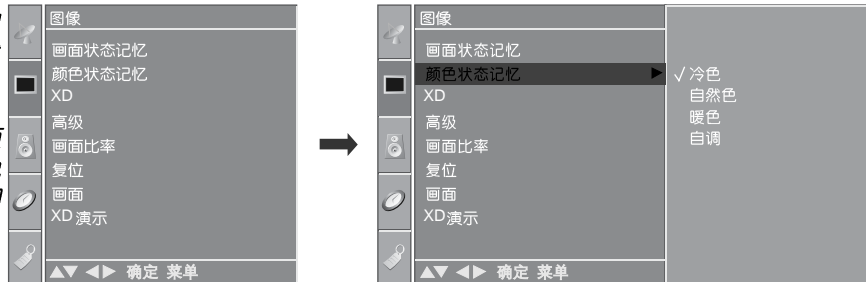 图像
画面状态记忆
颜色状态记忆
XD
高级
画面比率
复位
画面
XD演示
▲▼ ◀▶ 确定 菜单
图像
画面状态记忆
颜色状态记忆 ▶
XD
高级
画面比率
复位
画面
XD演示
▲▼ ◀▶ 确定 菜单
√冷色
自然色
暖色
自调